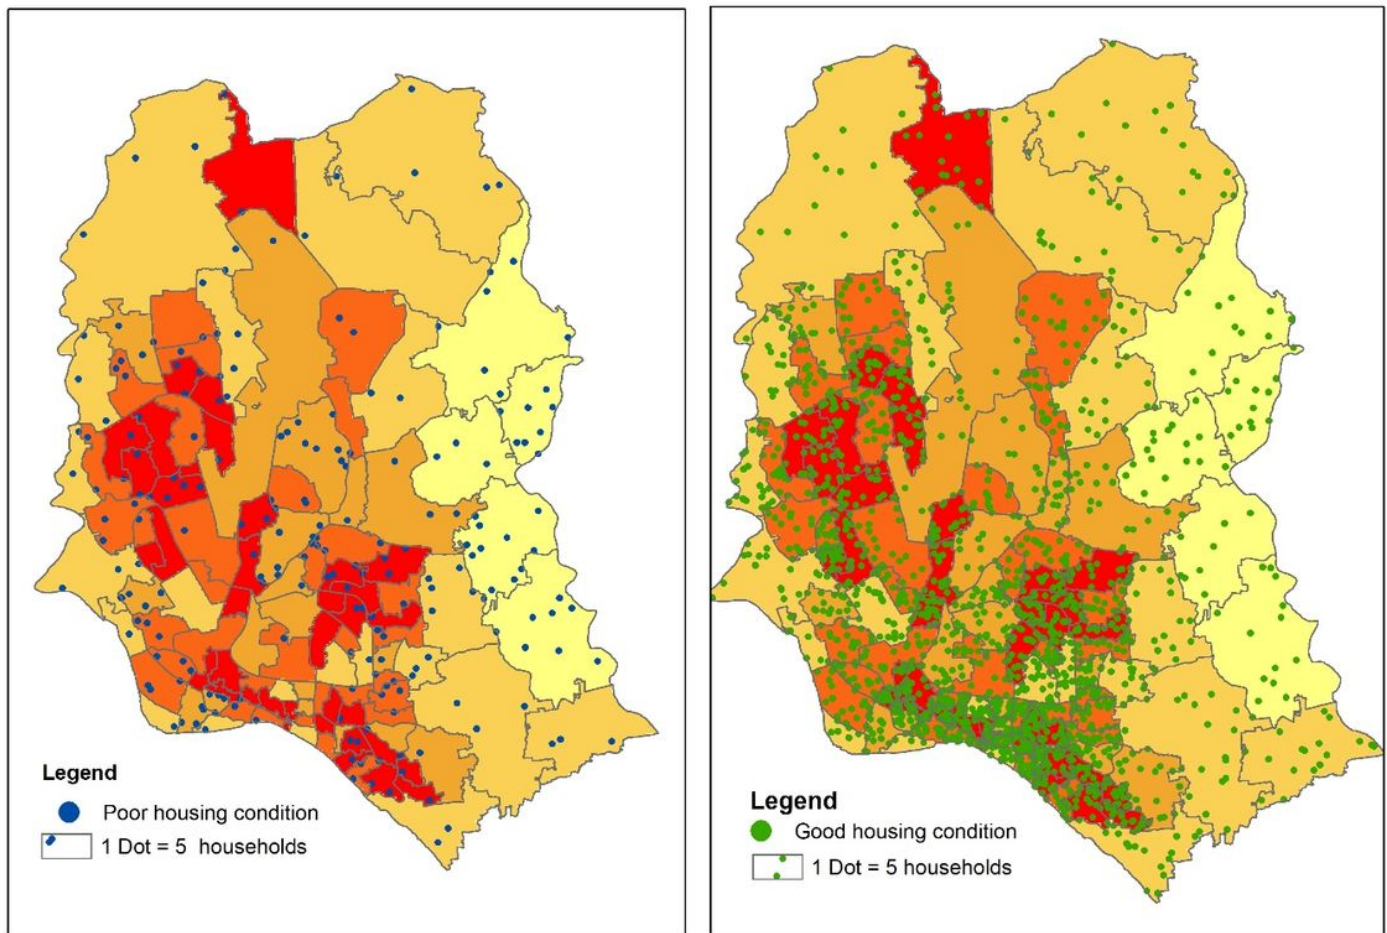 Legend
Poor housing condition
1 Dot = 5 households
Legend
Good housing condition
1 Dot = 5 households